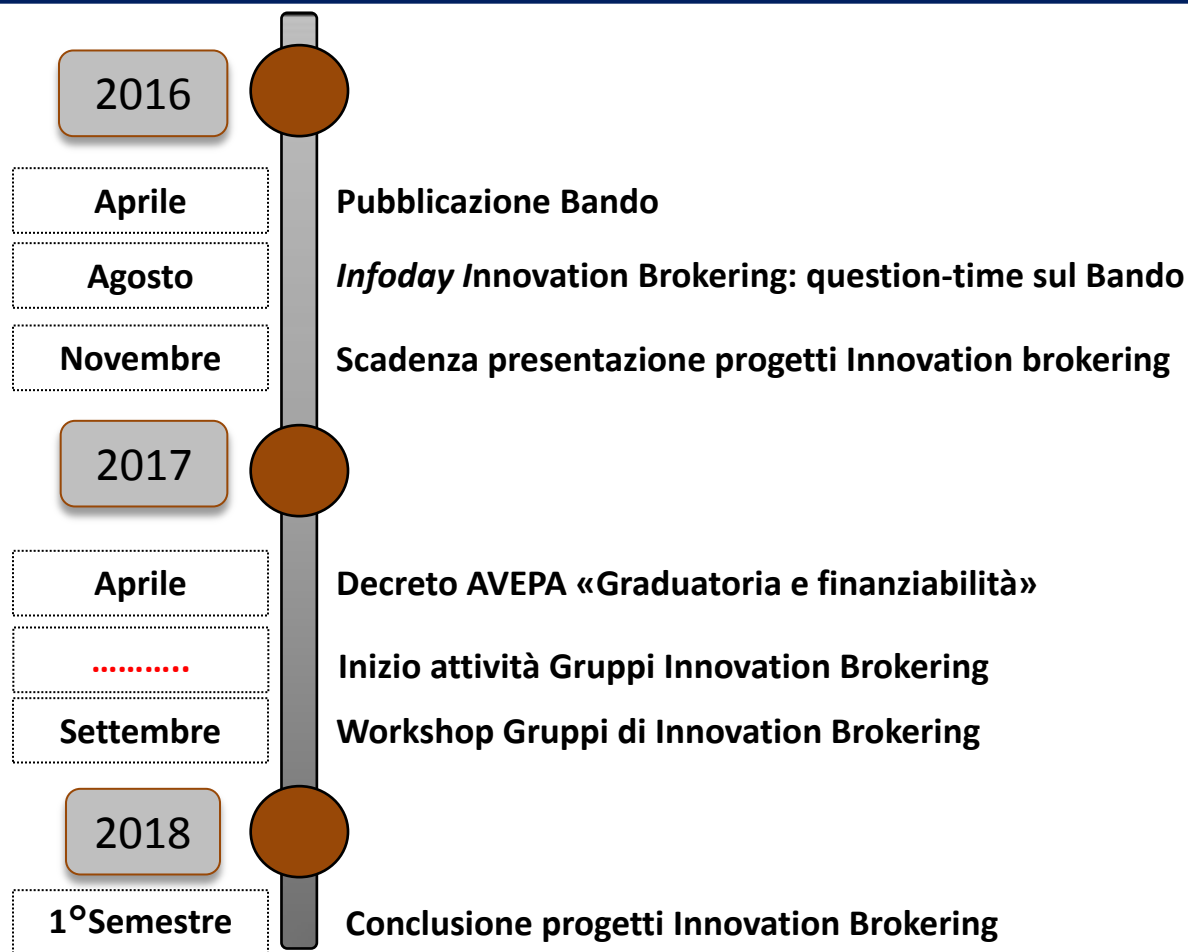 2016
Aprile Pubblicazione Bando
Agosto Infoday Innovation Brokering: question-time sul Bando
Novembre Scadenza presentazione progetti Innovation brokering
2017
Aprile Decreto AVEPA «Graduatoria e finanziabilità»
……….. Inizio attività Gruppi Innovation Brokering
Settembre Workshop Gruppi di Innovation Brokering
2018
1°Semestre Conclusione progetti Innovation Brokering